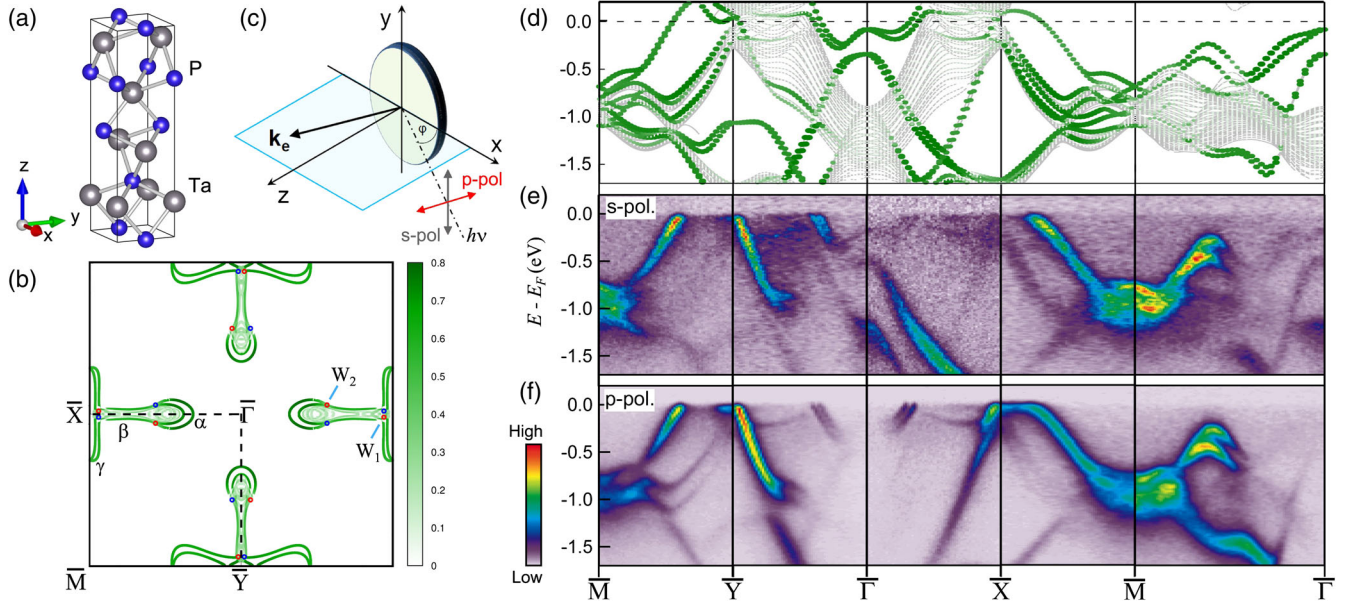 (a)
P
Ta
z
y
x
(b)
X̅
Γ̅
W₂
W₁
α
β
γ
M̅
Y̅
0.8
0.7
0.6
0.5
0.4
0.3
0.2
0.1
0
(c)
y
kₑ
φ
x
z
p-pol
s-pol
hν
High
Low
(d)
0.0
-0.5
-1.0
-1.5
(e)
s-pol.
0.0
-0.5
-1.0
-1.5
E - E_F (eV)
(f)
p-pol.
0.0
-0.5
-1.0
-1.5
M̅ Y̅ Γ̅ X̅ M̅ Γ̅